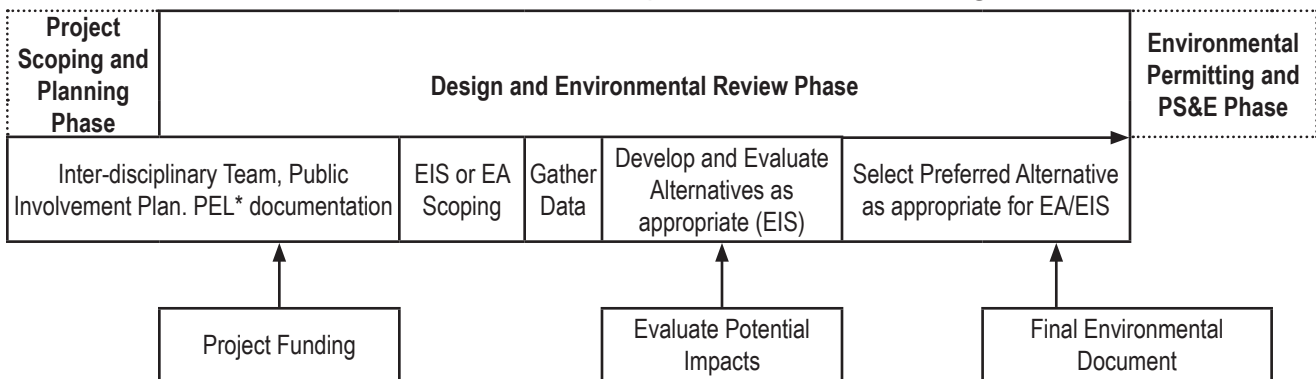 Project
Scoping and
Planning
Phase
Design and Environmental Review Phase
Environmental
Permitting and
PS&E Phase
Inter-disciplinary Team, Public
Involvement Plan. PEL* documentation
EIS or EA
Scoping
Gather
Data
Develop and Evaluate
Alternatives as
appropriate (EIS)
Select Preferred Alternative
as appropriate for EA/EIS
Project Funding
Evaluate Potential
Impacts
Final Environmental
Document